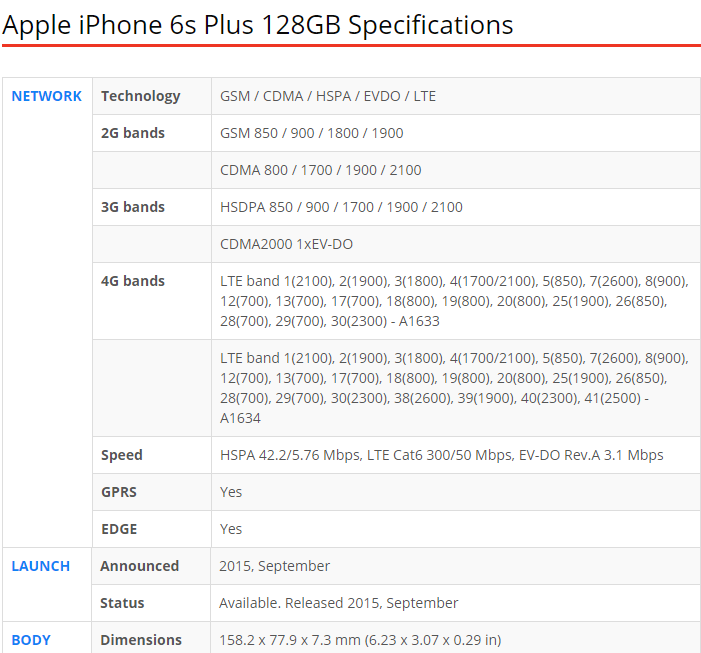 Apple iPhone 6s Plus 128GB Specifications
NETWORK Technology GSM / CDMA / HSPA / EVDO / LTE
2G bands GSM 850 / 900 / 1800 / 1900
CDMA 800 / 1700 / 1900 / 2100
3G bands HSDPA 850 / 900 / 1700 / 1900 / 2100
CDMA2000 1xEV-DO
4G bands LTE band 1(2100), 2(1900), 3(1800), 4(1700/2100), 5(850), 7(2600), 8(900),
12(700), 13(700), 17(700), 18(800), 19(800), 20(800), 25(1900), 26(850),
28(700), 29(700), 30(2300) - A1633
LTE band 1(2100), 2(1900), 3(1800), 4(1700/2100), 5(850), 7(2600), 8(900),
12(700), 13(700), 17(700), 18(800), 19(800), 20(800), 25(1900), 26(850),
28(700), 29(700), 30(2300), 38(2600), 39(1900), 40(2300), 41(2500) -
A1634
Speed HSPA 42.2/5.76 Mbps, LTE Cat6 300/50 Mbps, EV-DO Rev.A 3.1 Mbps
GPRS Yes
EDGE Yes
LAUNCH Announced 2015, September
Status Available. Released 2015, September
BODY Dimensions 158.2 x 77.9 x 7.3 mm (6.23 x 3.07 x 0.29 in)